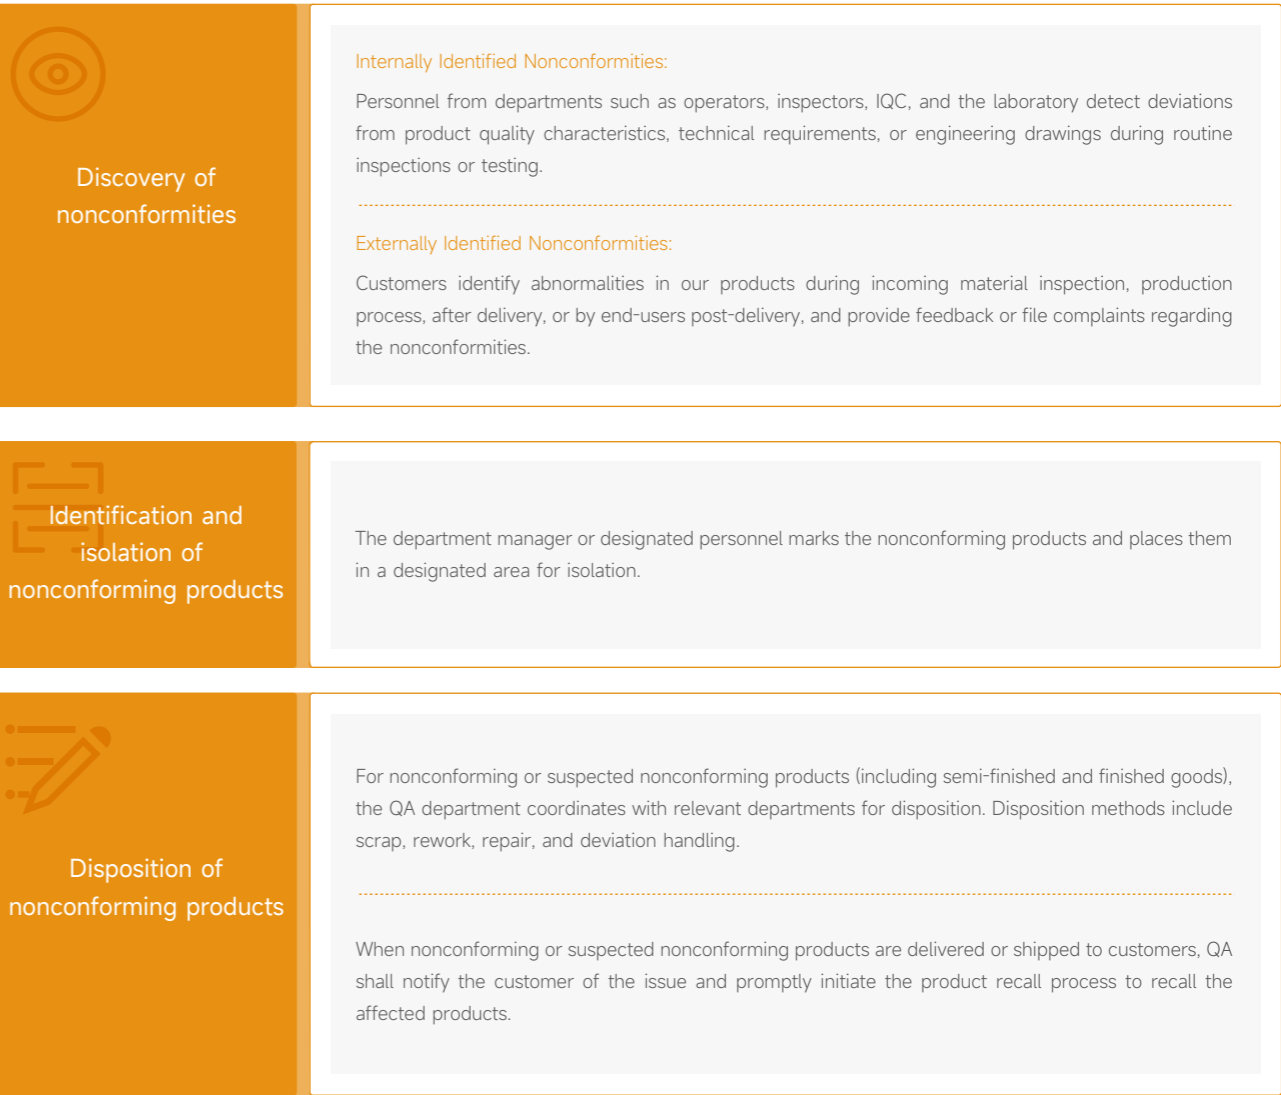 Discovery of
nonconformities
Internally Identified Nonconformities:
Personnel from departments such as operators, inspectors, IQC, and the laboratory detect deviations
from product quality characteristics, technical requirements, or engineering drawings during routine
inspections or testing.
Externally Identified Nonconformities:
Customers identify abnormalities in our products during incoming material inspection, production
process, after delivery, or by end-users post-delivery, and provide feedback or file complaints regarding
the nonconformities.
Identification and
isolation of
nonconforming products
The department manager or designated personnel marks the nonconforming products and places them
in a designated area for isolation.
Disposition of
nonconforming products
For nonconforming or suspected nonconforming products (including semi-finished and finished goods),
the QA department coordinates with relevant departments for disposition. Disposition methods include
scrap, rework, repair, and deviation handling.
When nonconforming or suspected nonconforming products are delivered or shipped to customers, QA
shall notify the customer of the issue and promptly initiate the product recall process to recall the
affected products.